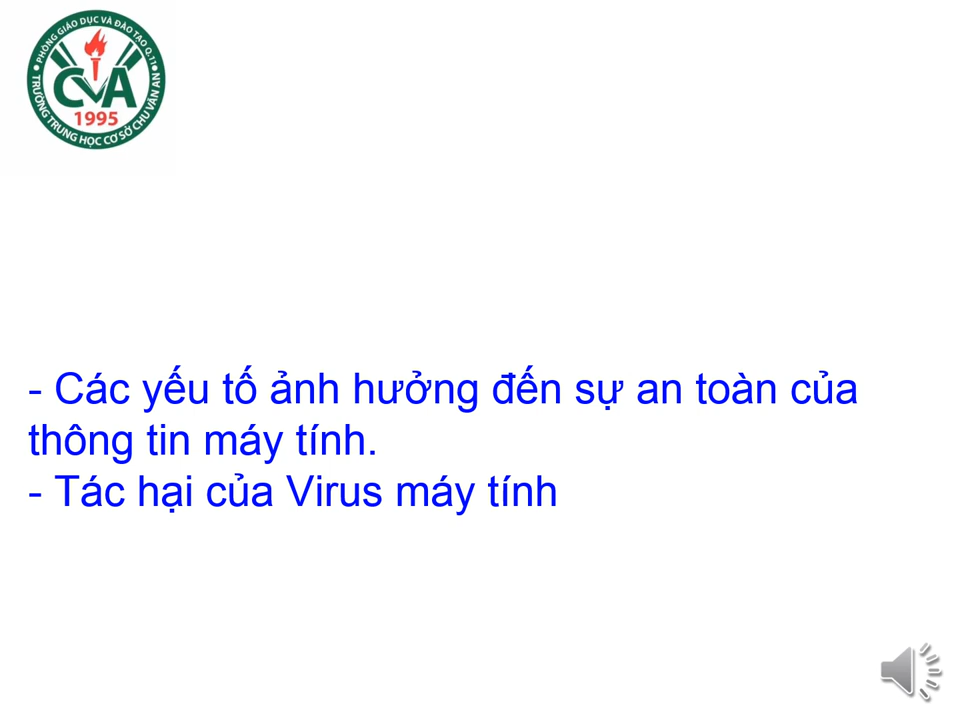 PHÒNG GIÁO DỤC VÀ ĐÀO TẠO Q.11
CVA
1995
TRƯỜNG TRUNG HỌC CƠ SỞ CHU VĂN AN
- Các yếu tố ảnh hưởng đến sự an toàn của
thông tin máy tính.
- Tác hại của Virus máy tính